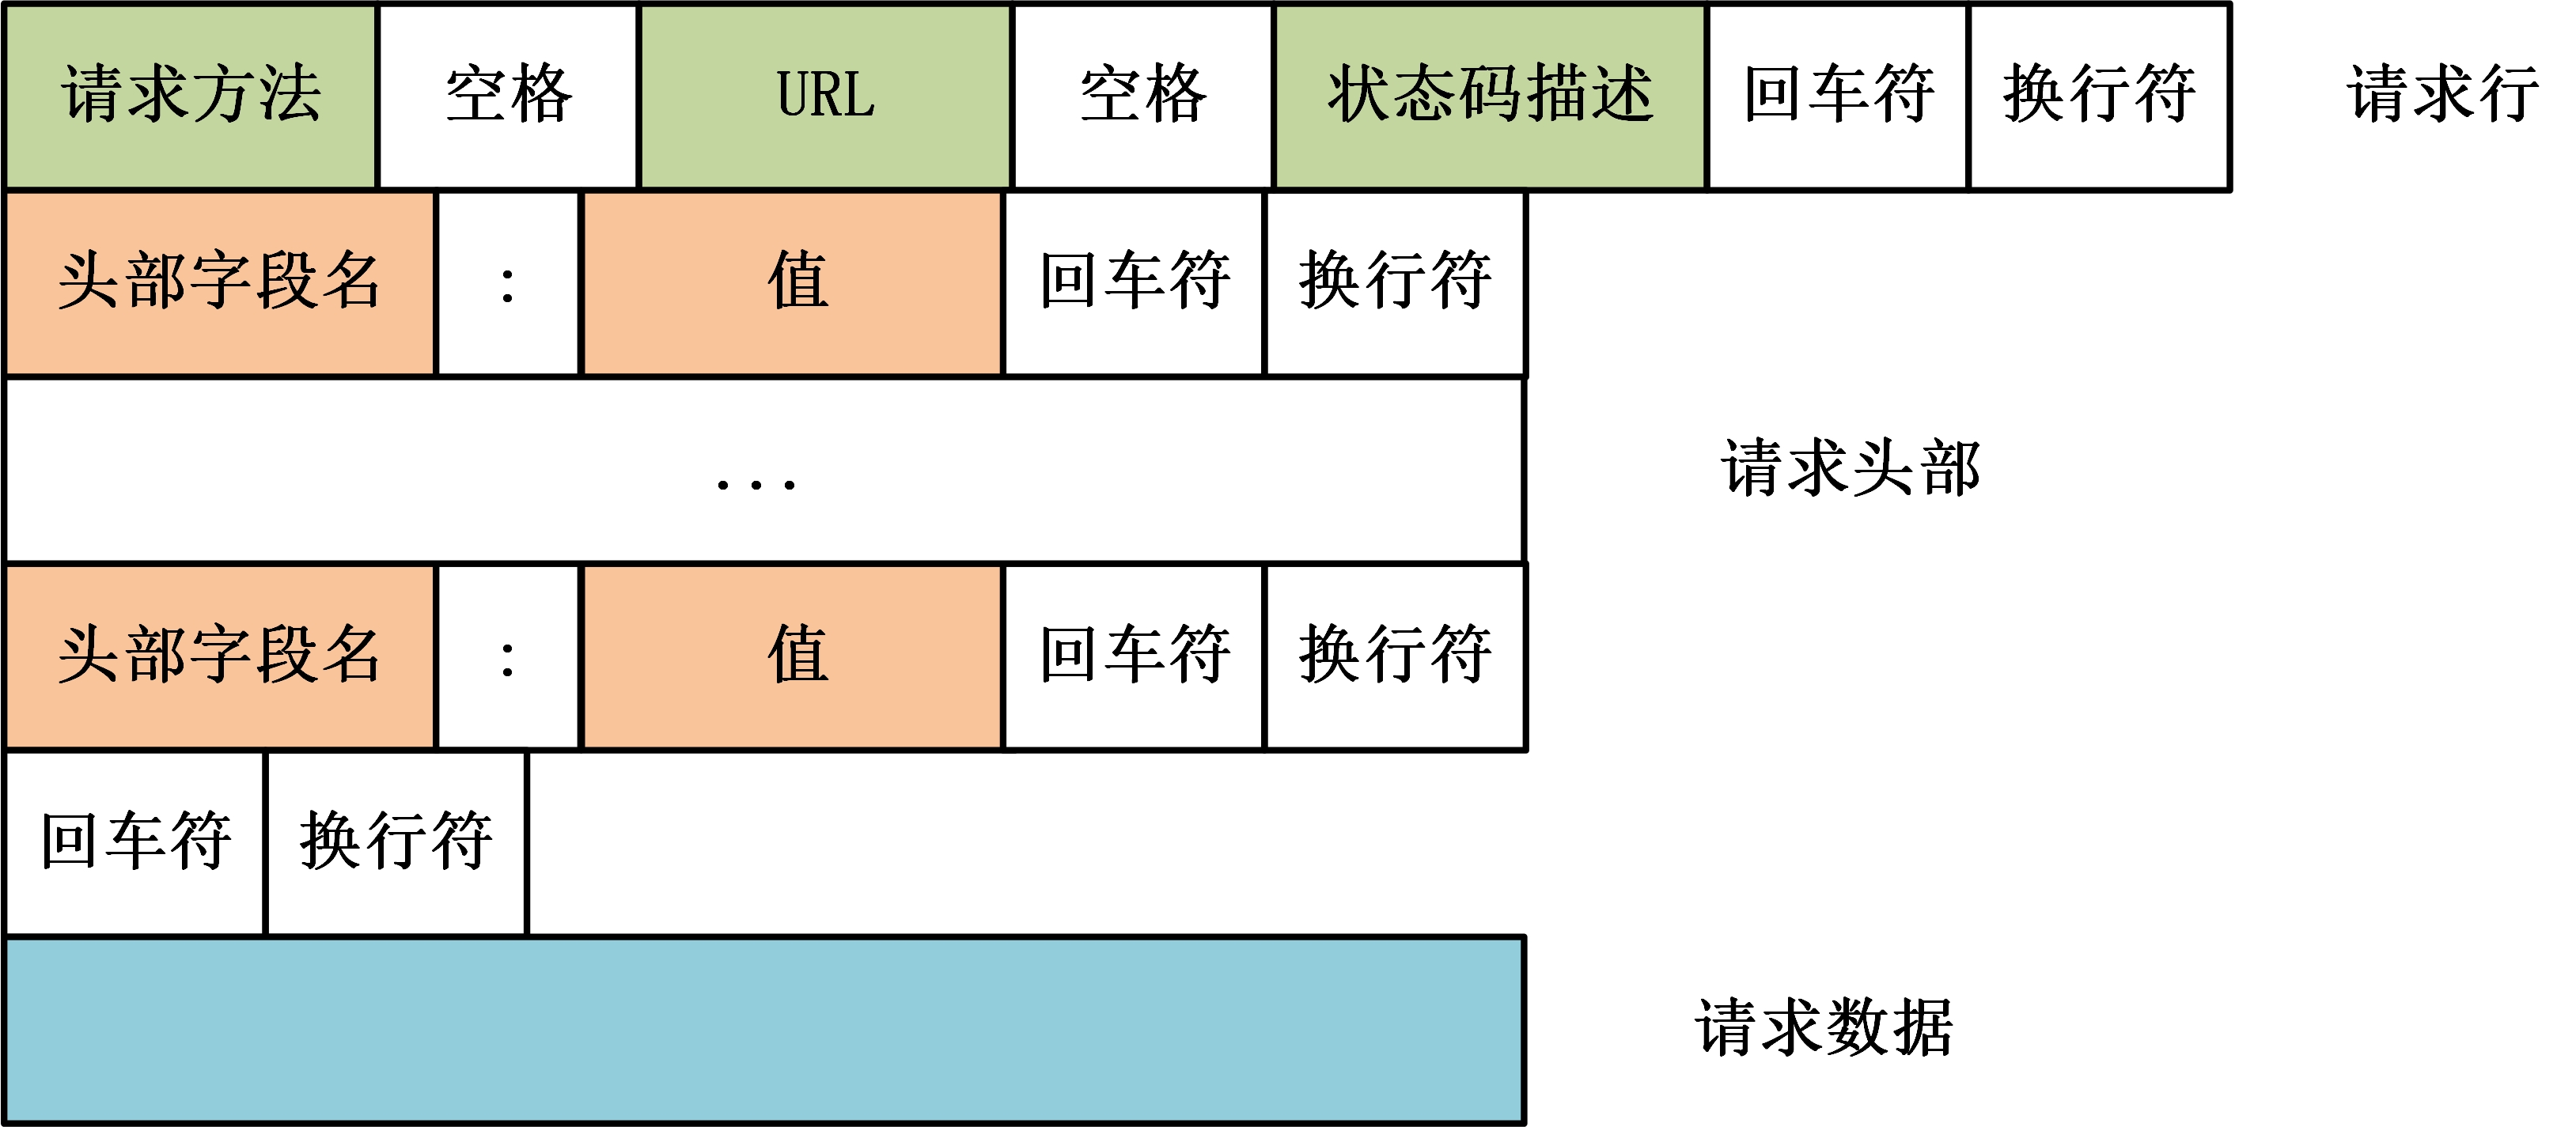 请求方法 空格 URL 空格 状态码描述 回车符 换行符 请求行
头部字段名 : 值 回车符 换行符
... 请求头部
头部字段名 : 值 回车符 换行符
回车符 换行符
请求数据